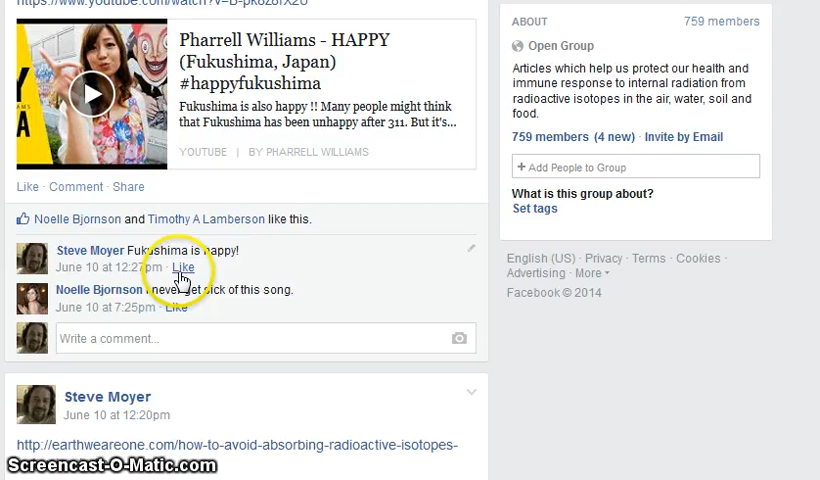 Pharrell Williams - HAPPY
(Fukushima, Japan)
#happyfukushima
Fukushima is also happy !! Many people might think
that Fukushima has been unhappy after 311. But it's...
YOUTUBE | BY PHARRELL WILLIAMS
Like · Comment · Share
Noelle Bjornson and Timothy A Lamberson like this.
Steve Moyer Fukushima is happy!
June 10 at 12:27pm · Like
Noelle Bjornson I never get sick of this song.
June 10 at 7:25pm · Like
Write a comment...
Steve Moyer
June 10 at 12:20pm
http://earthweareone.com/how-to-avoid-absorbing-radioactive-isotopes-
Screencast-O-Matic.com
ABOUT 759 members
Open Group
Articles which help us protect our health and
immune response to internal radiation from
radioactive isotopes in the air, water, soil and
food.
759 members (4 new) · Invite by Email
+ Add People to Group
What is this group about?
Set tags
English (US) · Privacy · Terms · Cookies ·
Advertising · More
Facebook © 2014